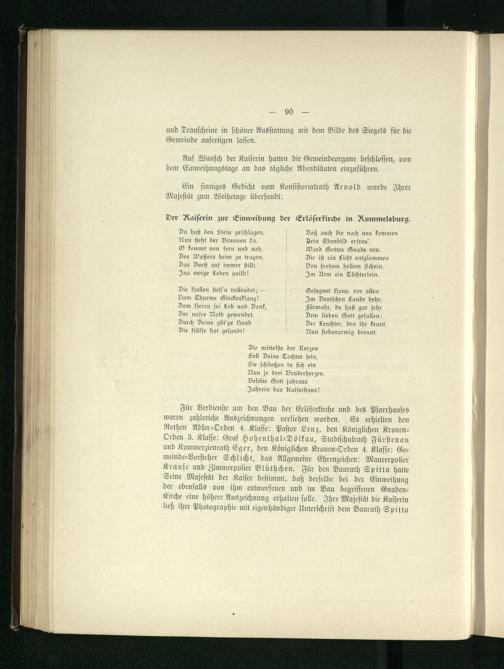 — 90 —
und Trauscheine in schöner Ausstattung mit dem Bilde des Siegels für die
Gemeinde anfertigen lassen.
Auf Wunsch der Kaiserin hatten die Gemeindeorgane beschlossen, von
dem Einweihungstage an das tägliche Abendläuten einzuführen.
Ein sinniges Gedicht vom Konsistorialrath Arnold wurde Ihrer
Majestät zum Weihetage übersandt:
Der Kaiserin zur Einweihung der Erlöserkirche in Rummelsburg.
Du hast den Stein geschlagen,
Nun steht der Brunnen da.
O kommt von fern und nah,
Des Wassers heim zu tragen,
Das Durst auf immer stillt,
Ins ewige Leben quillt!
Die Hallen steh'n vollendet; —
Vom Thurme Glockenklang!
Dem Herrn sei Lob und Dank,
Der unsre Noth gewendet,
Durch Deine güt'ge Hand
Die Hülfe hat gesandt!
Daß auch die nach uns kommen
Dein Ebenbild erfreu',
Ward Gottes Gnade neu.
Dir ist ein Licht entglommen
Von frohem hellem Schein,
Im Arm ein Töchterlein.
Gesegnet Haus, vor allen
Im Deutschen Lande hehr,
Fürwahr, du hast gar sehr
Dem lieben Gott gefallen:
Der Leuchter, den ihr kennt,
Nun siebenarmig brennt.
Die mittelste der Kerzen
Soll Deine Tochter sein,
Sie schließen in sich ein
Nun je drei Bruderherzen.
Behüte Gott jahraus
Jahrein das Kaiserhaus!
Für Verdienste um den Bau der Erlöserkirche und des Pfarrhauses
waren zahlreiche Auszeichnungen verliehen worden. Es erhielten den
Rothen Adler-Orden 4. Klasse: Pastor Lenz, den Königlichen Kronen-
Orden 3. Klasse: Graf Hohenthal-Dölkau, Stadtschulrath Fürstenau
und Kommerzienrath Eger, den Königlichen Kronen-Orden 4. Klasse: Ge-
meinde-Vorsteher Schlicht, das Allgemeine Ehrenzeichen: Maurerpolier
Krause und Zimmerpolier Blüthchen. Für den Baurath Spitta hatte
Seine Majestät der Kaiser bestimmt, daß derselbe bei der Einweihung
der ebenfalls von ihm entworfenen und im Bau begriffenen Gnaden-
Kirche eine höhere Auszeichnung erhalten solle. Ihre Majestät die Kaiserin
ließ ihre Photographie mit eigenhändiger Unterschrift dem Baurath Spitta